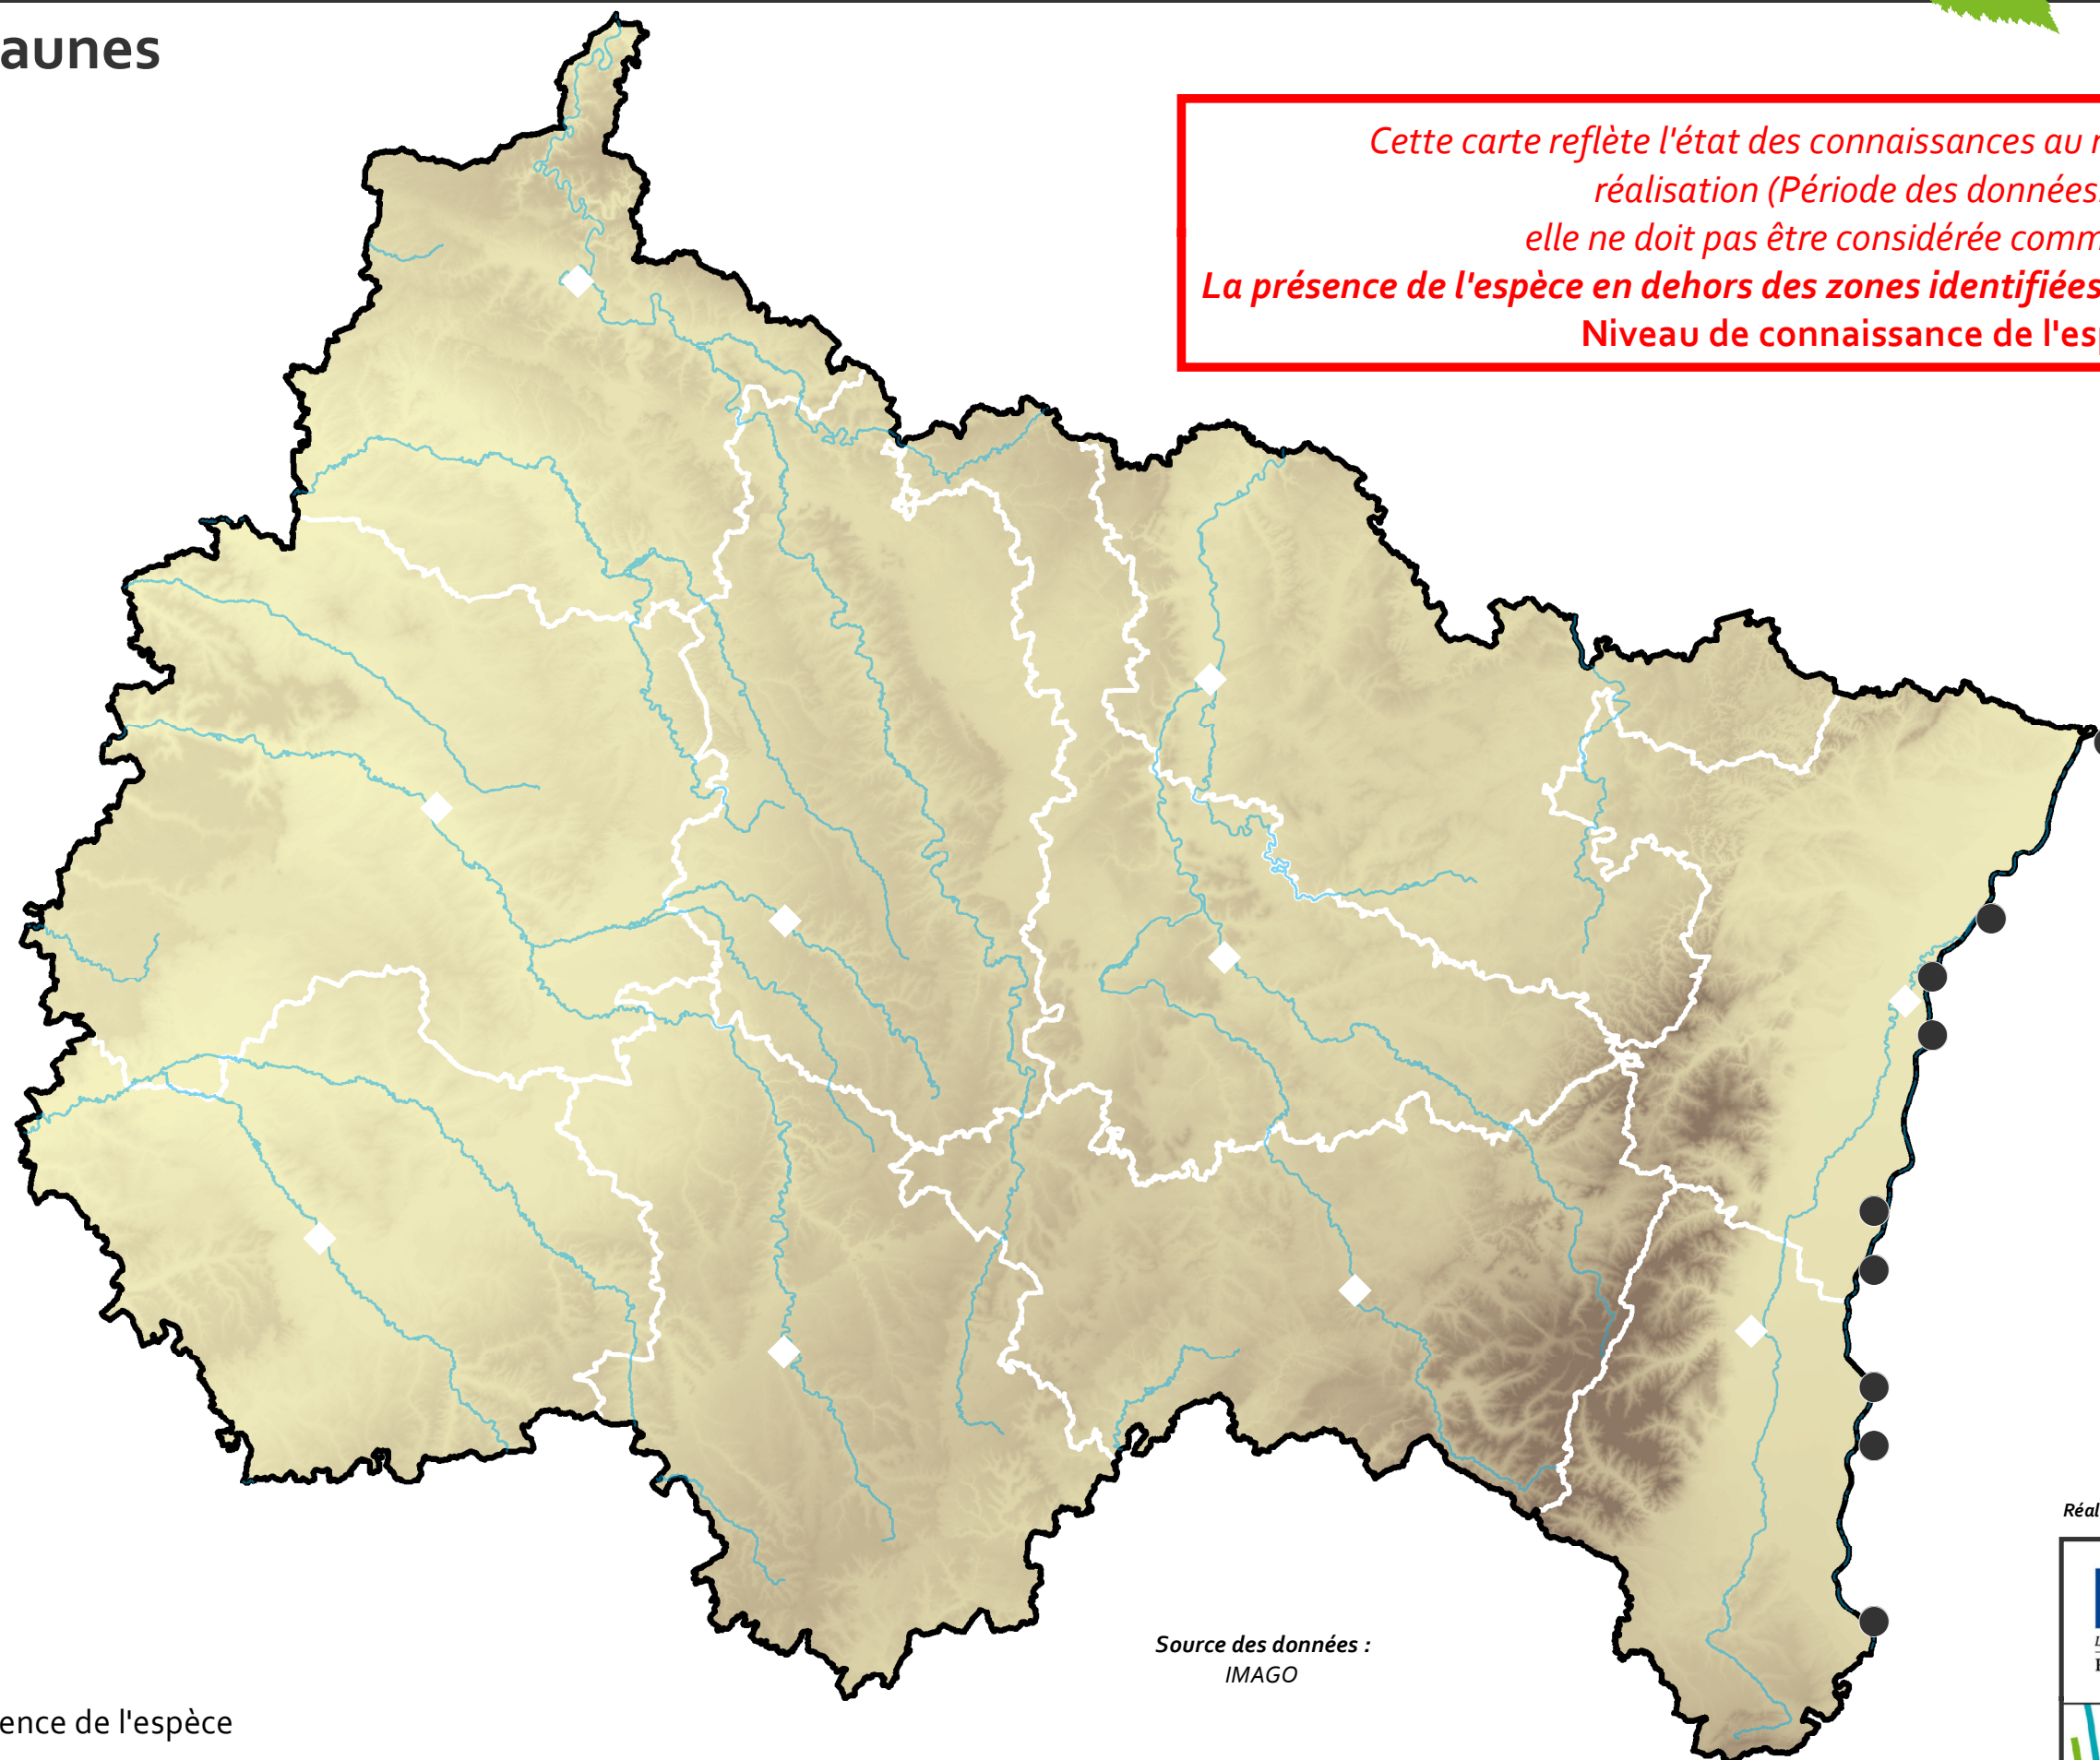 aunes
Cette carte reflète l'état des connaissances au
réalisation (Période des données
elle ne doit pas être considérée comm
La présence de l'espèce en dehors des zones identifiées
Niveau de connaissance de l'esp
Réal
Source des données :
IMAGO
ence de l'espèce